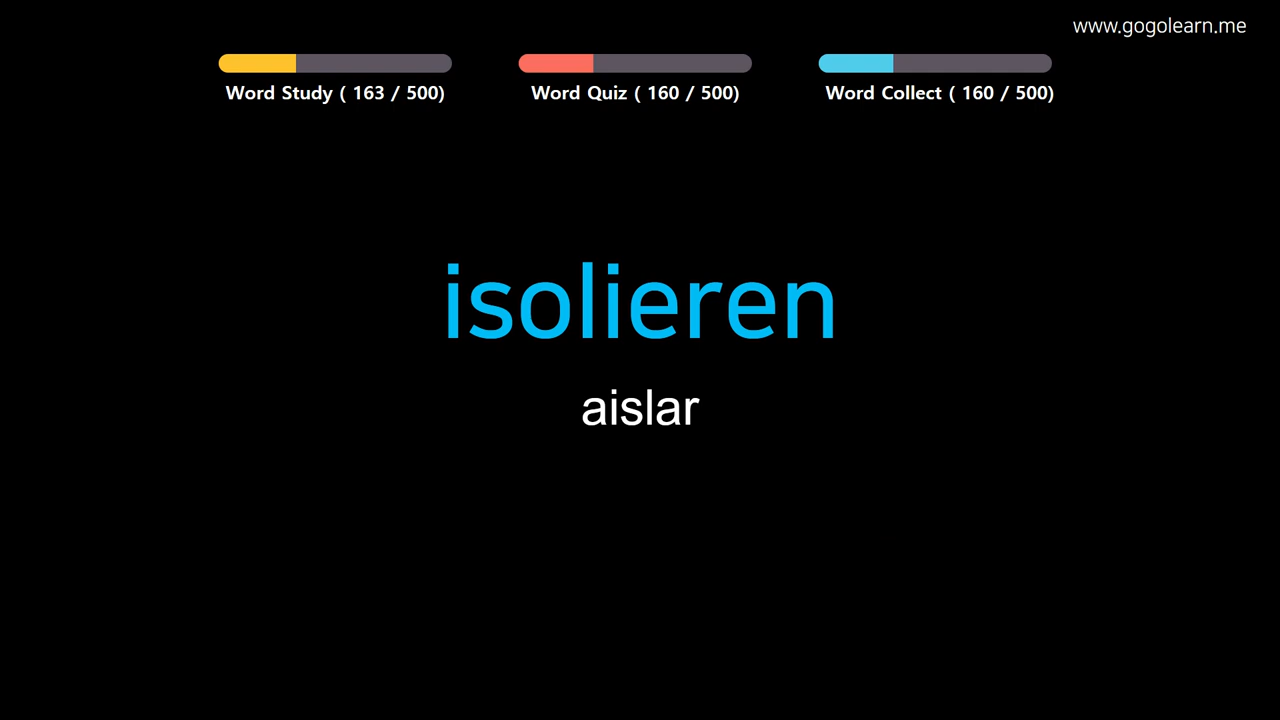 www.gogolearn.me
Word Study ( 163 / 500)
Word Quiz ( 160 / 500)
Word Collect ( 160 / 500)
isolieren
aislar